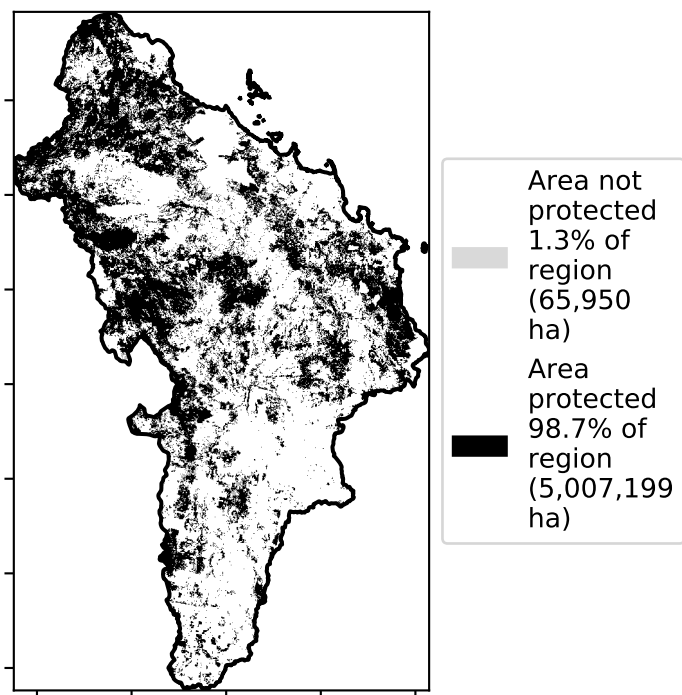 Area not
protected
1.3% of
region
(65,950
ha)
Area
protected
98.7% of
region
(5,007,199
ha)